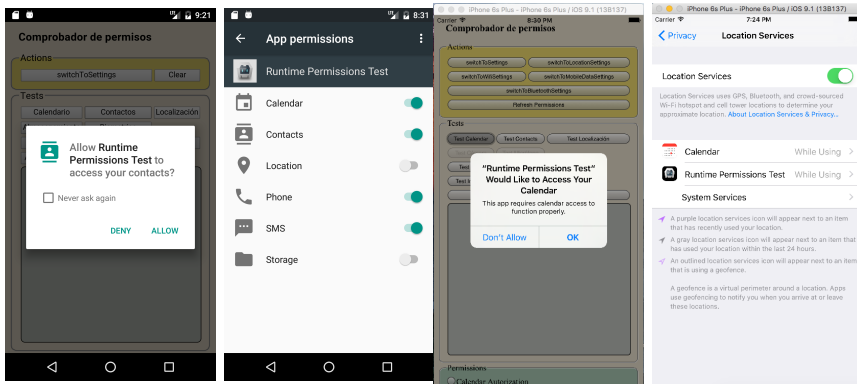 9:21
Comprobador de permisos
Actions
switchToSettings
Clear
Tests
Calendario
Contactos
Localización
Allow Runtime
Permissions Test to
access your contacts?
Never ask again
DENY
ALLOW
8:31
App permissions
Runtime Permissions Test
Calendar
Contacts
Location
Phone
SMS
Storage
iPhone 6s Plus - iPhone 6s Plus / iOS 9.1 (13B137)
Carrier
8:30 PM
Comprobador de permisos
Actions
switchToSettings
switchToLocationSettings
switchToWifiSettings
switchToMobileDataSettings
switchToBluetoothSettings
Refresh Permissions
Tests
Test Calendar
Test Contacts
Test Localización
"Runtime Permissions Test"
Would Like to Access Your
Calendar
This app requires calendar access to
function properly.
Don't Allow
OK
Permissions
Calendar Autorization
iPhone 6s Plus - iPhone 6s Plus / iOS 9.1 (13B137)
Carrier
7:24 PM
Privacy
Location Services
Location Services
Location Services uses GPS, Bluetooth, and crowd-sourced
Wi-Fi hotspot and cell tower locations to determine your
approximate location. About Location Services & Privacy...
Calendar
While Using
Runtime Permissions Test
While Using
System Services
A purple location services icon will appear next to an item
that has recently used your location.
A gray location services icon will appear next to an item that
has used your location within the last 24 hours.
An outlined location services icon will appear next to an item
that is using a geofence.
A geofence is a virtual perimeter around a location. Apps
use geofencing to notify you when you arrive at or leave
these locations.